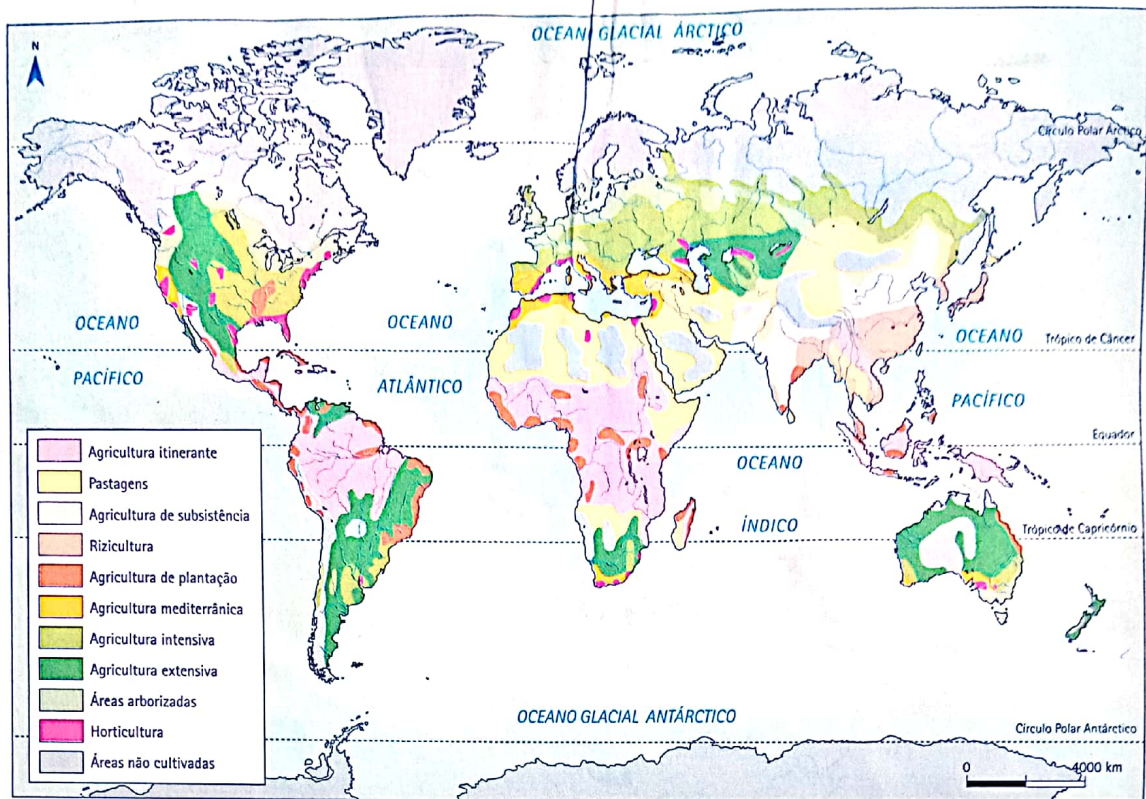 OCEANO GLACIAL ÁRCTICO
N
Círculo Polar Árctico
OCEANO
OCEANO
OCEANO
Trópico de Câncer
PACÍFICO
ATLÂNTICO
PACÍFICO
Equador
OCEANO
ÍNDICO
Trópico de Capricórnio
Agricultura itinerante
Pastagens
Agricultura de subsistência
Rizicultura
Agricultura de plantação
Agricultura mediterrânica
Agricultura intensiva
Agricultura extensiva
Áreas arborizadas
Horticultura
Áreas não cultivadas
OCEANO GLACIAL ANTÁRCTICO
Círculo Polar Antárctico
0 4000 km